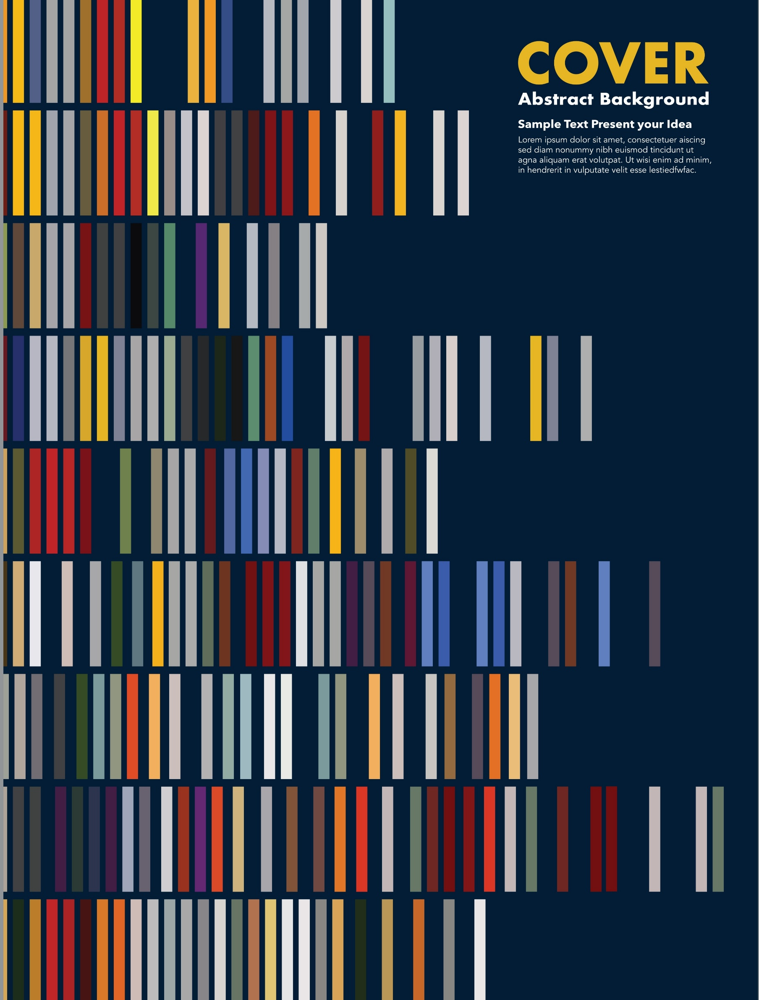 COVER
Abstract Background
Sample Text Present your Idea
Lorem ipsum dolor sit amet, consectetuer aiscing
sed diam nonummy nibh euismod tincidunt ut
agna aliquam erat volutpat. Ut wisi enim ad minim,
in hendrerit in vulputate velit esse lestiedfwfac.